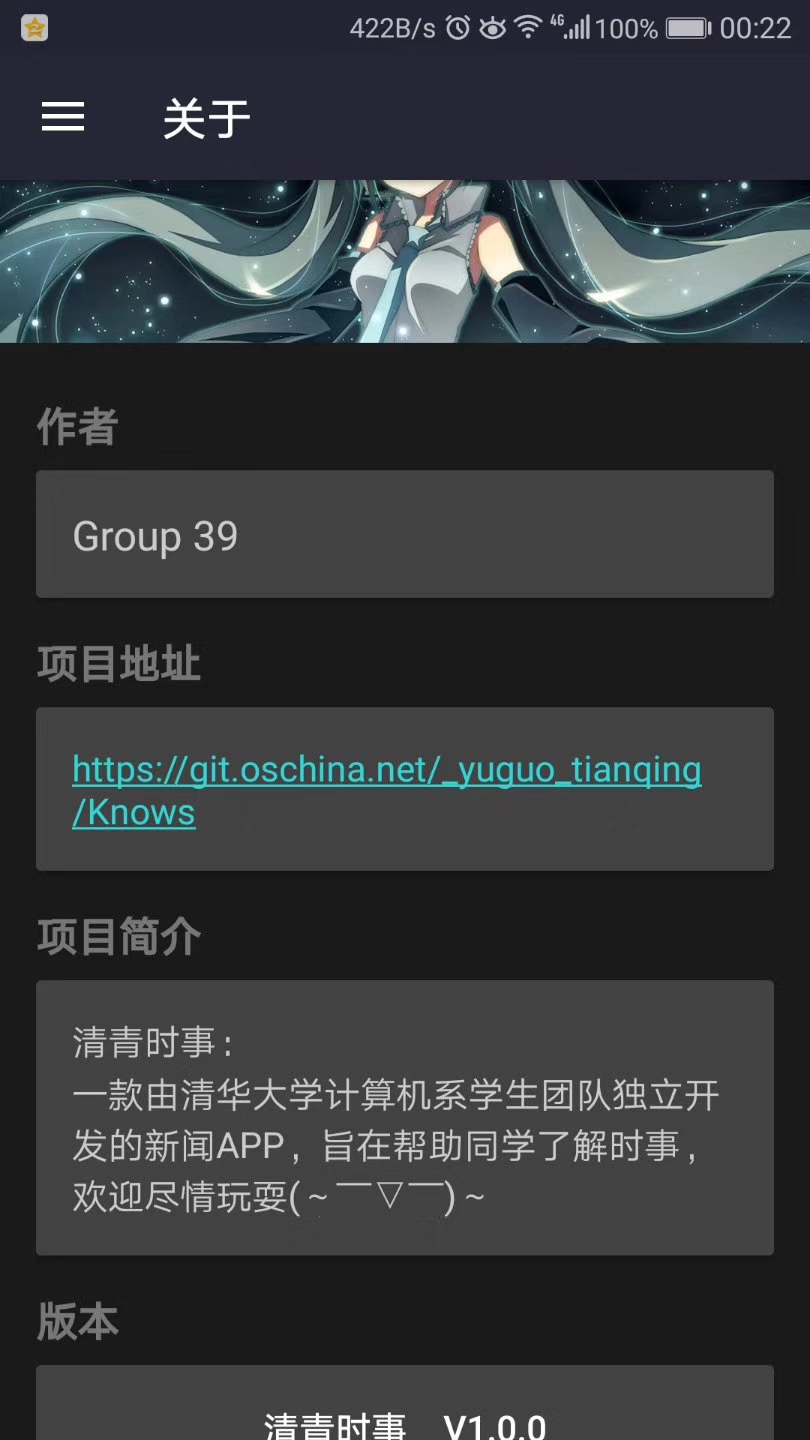 422B/s 4G 100% 00:22
关于
作者
Group 39
项目地址
https://git.oschina.net/_yuguo_tianqing
/Knows
项目简介
清青时事：
一款由清华大学计算机系学生团队独立开
发的新闻APP，旨在帮助同学了解时事，
欢迎尽情玩耍(～￣▽￣)～
版本
清青时事 V1.0.0